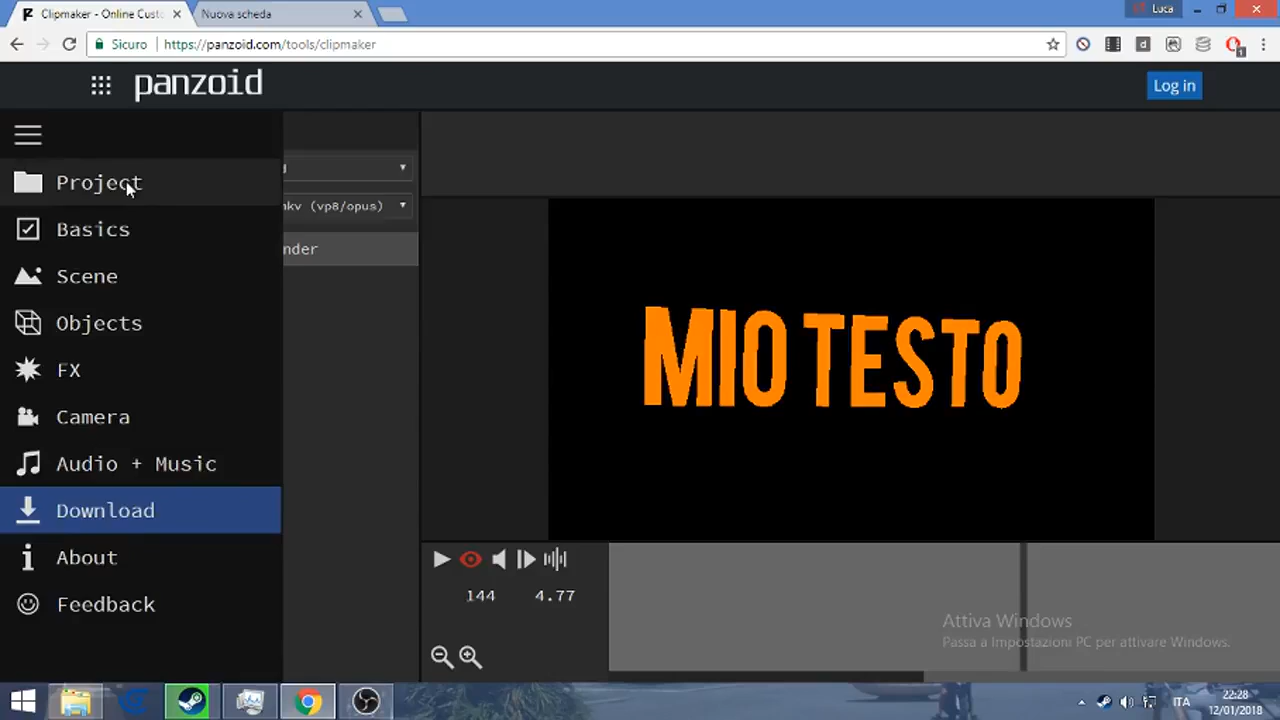 Clipmaker - Online Custo
Nuova scheda
Luca
Sicuro
https://panzoid.com/tools/clipmaker
1
panzoid
Log in
Project
Basics
Scene
Objects
FX
Camera
Audio + Music
Download
About
Feedback
mkv (vp8/opus)
nder
MIO TESTO
144
4.77
Attiva Windows
Passa a Impostazioni PC per attivare Windows.
ITA
22:28
12/01/2018